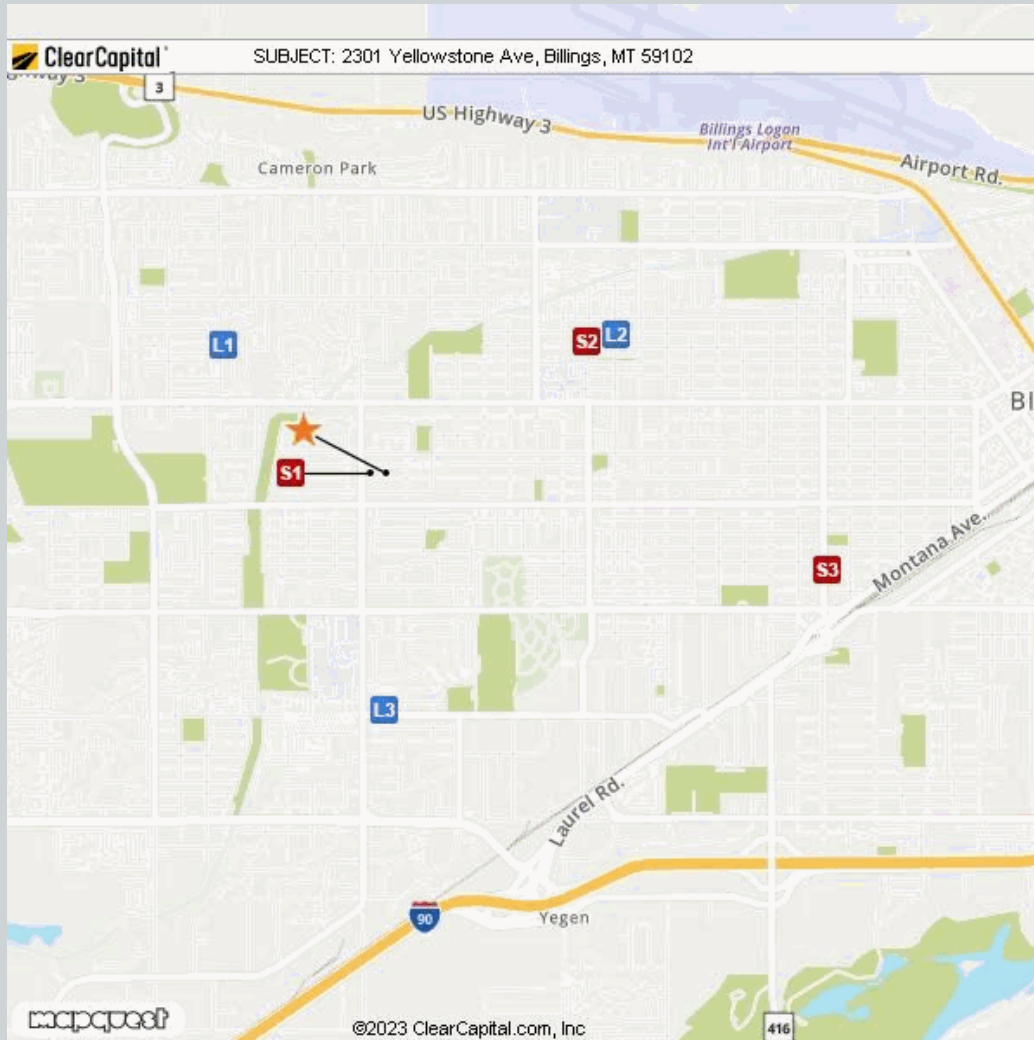 ClearCapital
SUBJECT: 2301 Yellowstone Ave, Billings, MT 59102
3
US Highway 3
Billings Logan
Int'l Airport
Airport Rd.
Cameron Park
L1
S2
L2
S1
S3
Montana Ave.
L3
Laurel Rd.
90
Yegen
mapquest
©2023 ClearCapital.com, Inc
416